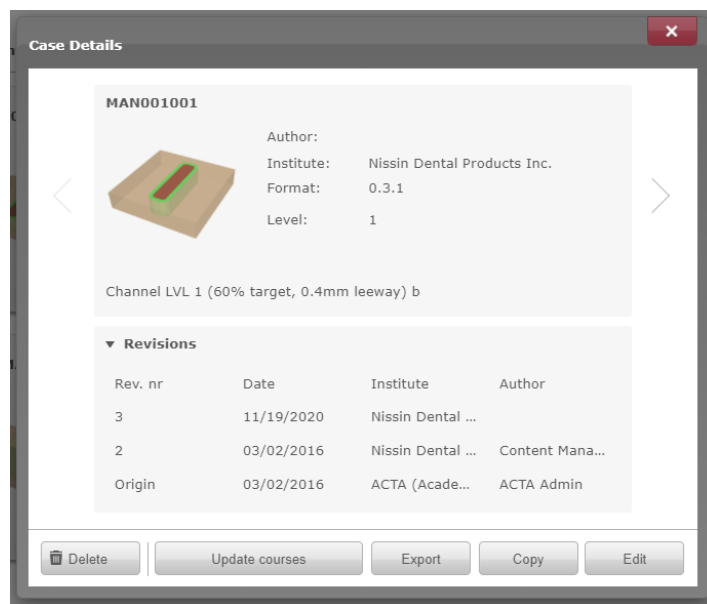 Case Details
MAN001001
Author:
Institute: Nissin Dental Products Inc.
Format: 0.3.1
Level: 1
Channel LVL 1 (60% target, 0.4mm leeway) b
▼ Revisions
Rev. nr Date Institute Author
3 11/19/2020 Nissin Dental ...
2 03/02/2016 Nissin Dental ... Content Mana...
Origin 03/02/2016 ACTA (Acade... ACTA Admin
Delete Update courses Export Copy Edit